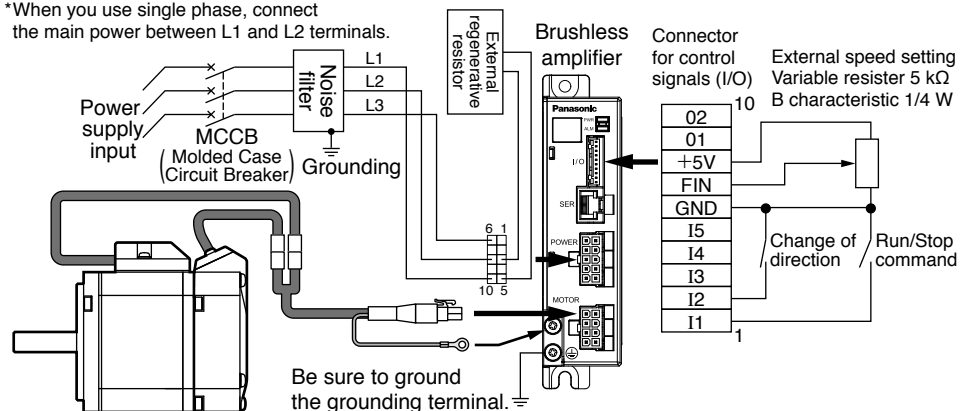 *When you use single phase, connect
the main power between L1 and L2 terminals.
Power
supply
input
MCCB
(Molded Case
Circuit Breaker)
Noise
filter
Grounding
L1
L2
L3
External
regenerative
resistor
6 1
10 5
Brushless
amplifier
Panasonic
PWR
ALM
I/O
SER
POWER
MOTOR
Be sure to ground
the grounding terminal.
Connector
for control
signals (I/O)
10
02
01
+5V
FIN
GND
I5
I4
I3
I2
I1
1
External speed setting
Variable resister 5 kΩ
B characteristic 1/4 W
Change of
direction
Run/Stop
command